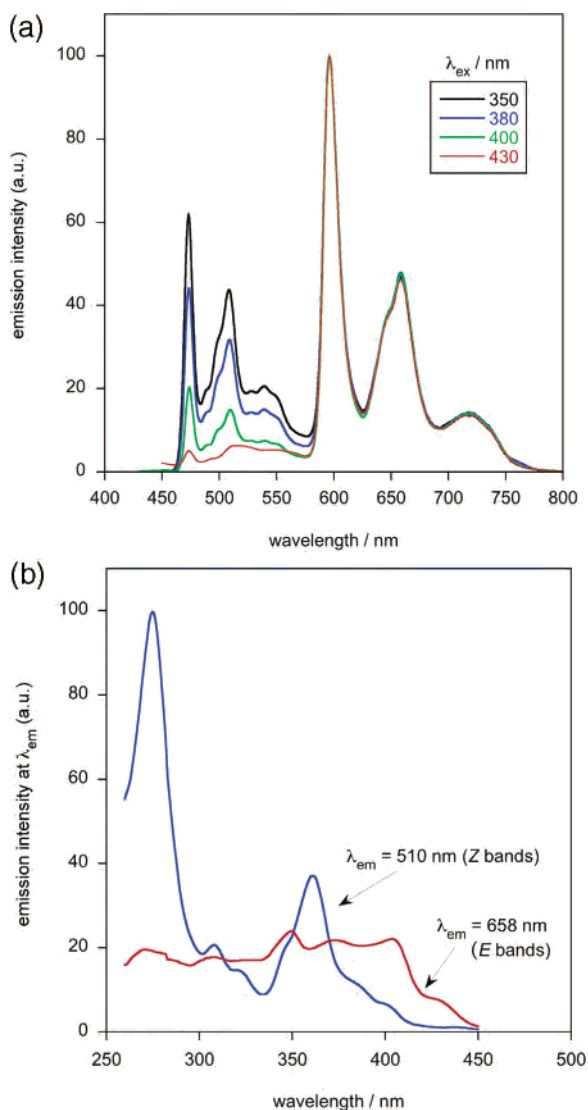 (a)
100
80
60
40
20
0
emission intensity (a.u.)
λex / nm
350
380
400
430
400 450 500 550 600 650 700 750 800
wavelength / nm
(b)
100
80
60
40
20
0
emission intensity at λem (a.u.)
λem = 510 nm (Z bands)
λem = 658 nm
(E bands)
250 300 350 400 450 500
wavelength / nm